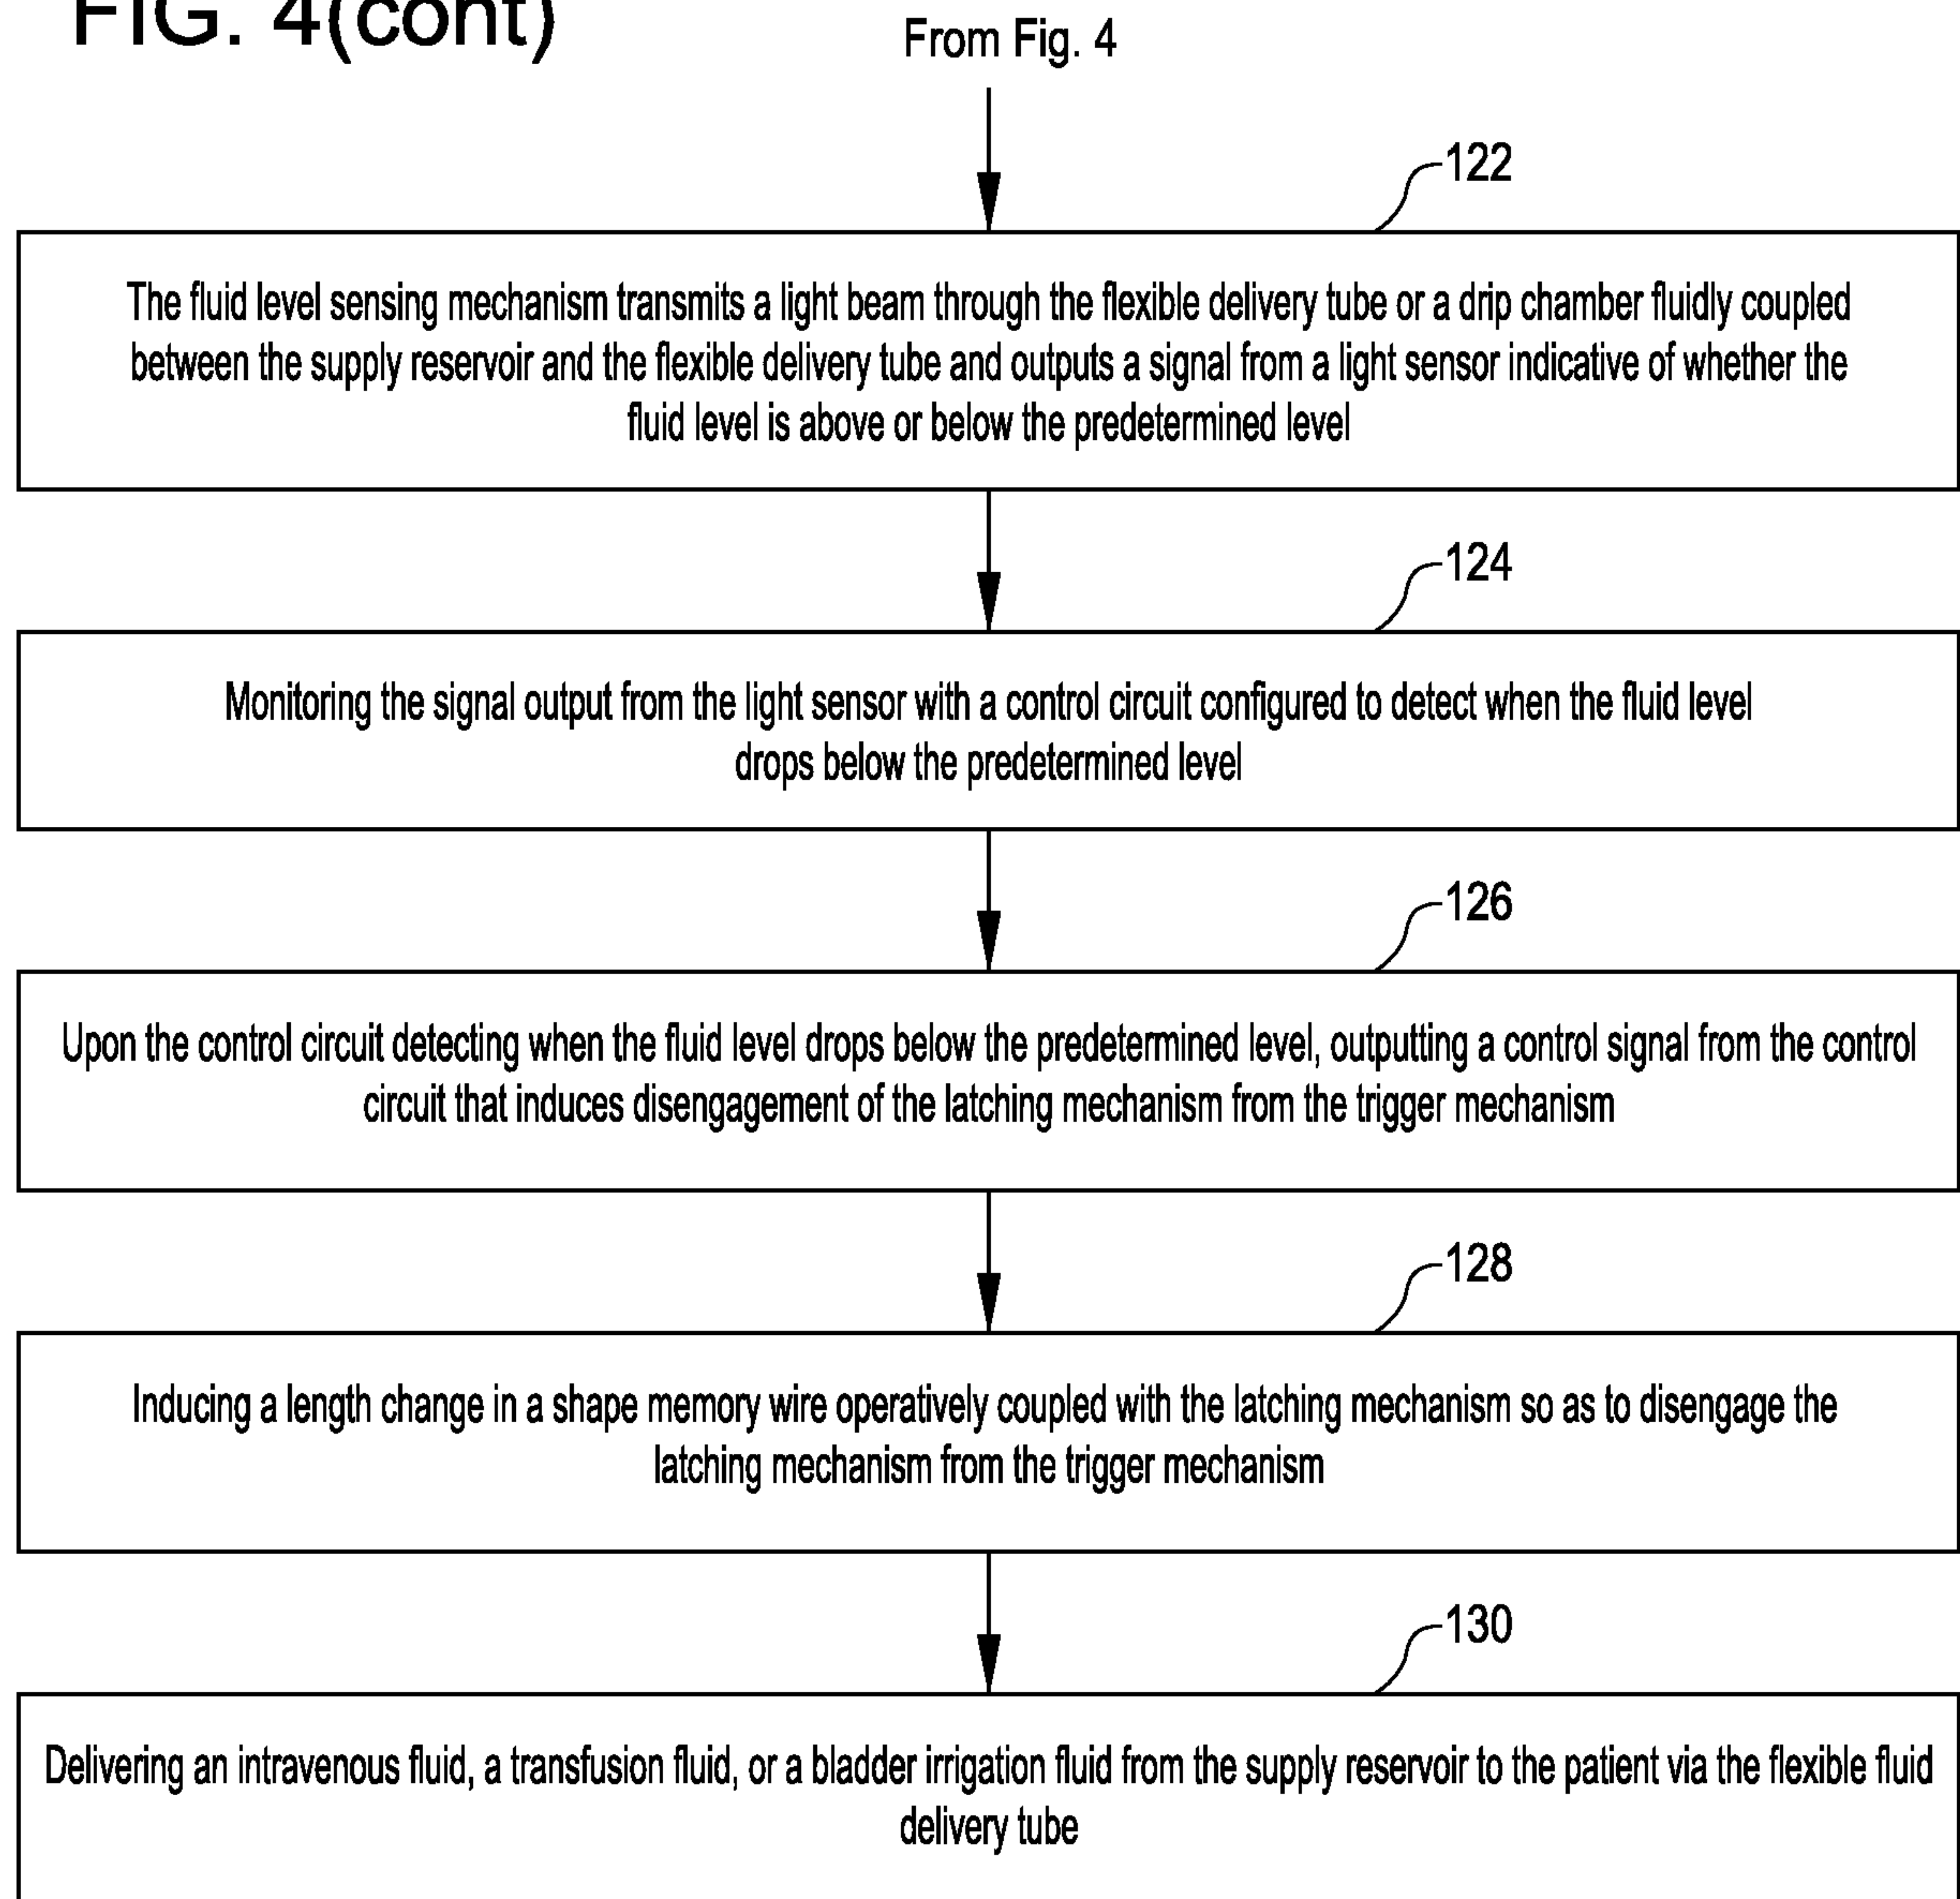 FIG. 4(cont)
From Fig. 4
122
The fluid level sensing mechanism transmits a light beam through the flexible delivery tube or a drip chamber fluidly coupled
between the supply reservoir and the flexible delivery tube and outputs a signal from a light sensor indicative of whether the
fluid level is above or below the predetermined level
124
Monitoring the signal output from the light sensor with a control circuit configured to detect when the fluid level
drops below the predetermined level
126
Upon the control circuit detecting when the fluid level drops below the predetermined level, outputting a control signal from the control
circuit that induces disengagement of the latching mechanism from the trigger mechanism
128
Inducing a length change in a shape memory wire operatively coupled with the latching mechanism so as to disengage the
latching mechanism from the trigger mechanism
130
Delivering an intravenous fluid, a transfusion fluid, or a bladder irrigation fluid from the supply reservoir to the patient via the flexible fluid
delivery tube